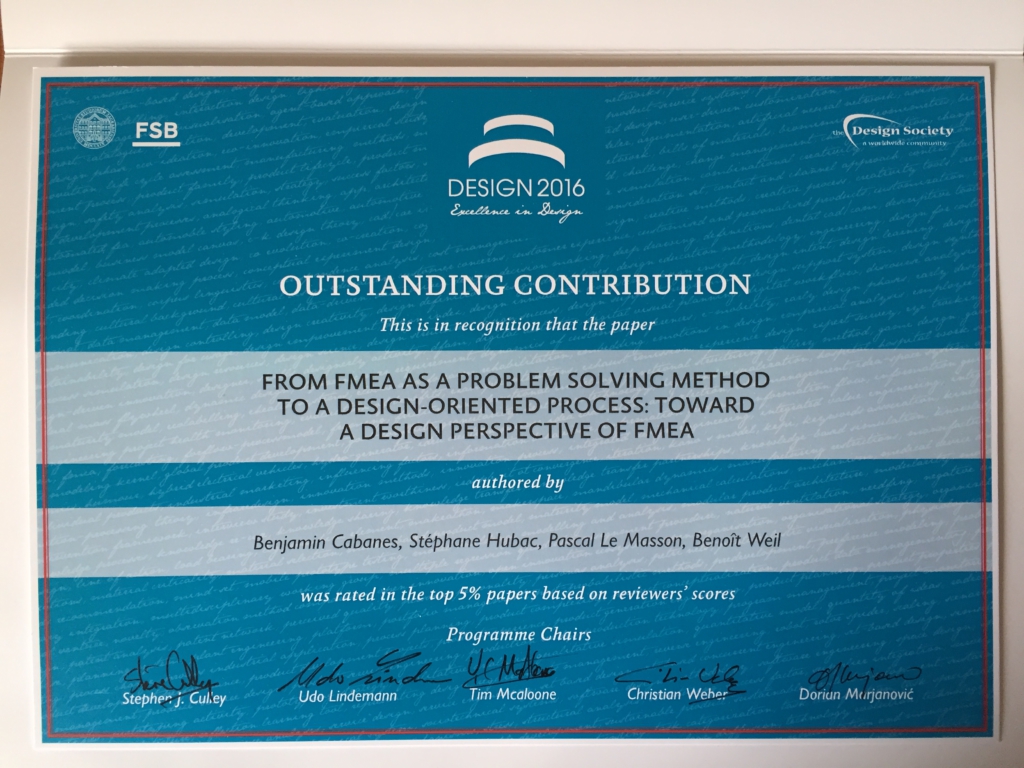 FSB
the Design Society
a worldwide community
DESIGN 2016
Excellence in Design
OUTSTANDING CONTRIBUTION
This is in recognition that the paper
FROM FMEA AS A PROBLEM SOLVING METHOD
TO A DESIGN-ORIENTED PROCESS: TOWARD
A DESIGN PERSPECTIVE OF FMEA
authored by
Benjamin Cabanes, Stéphane Hubac, Pascal Le Masson, Benoît Weil
was rated in the top 5% papers based on reviewers' scores
Programme Chairs
Stephen J. Culley
Udo Lindemann
Tim Mcaloone
Christian Weber
Dorian Marjanović